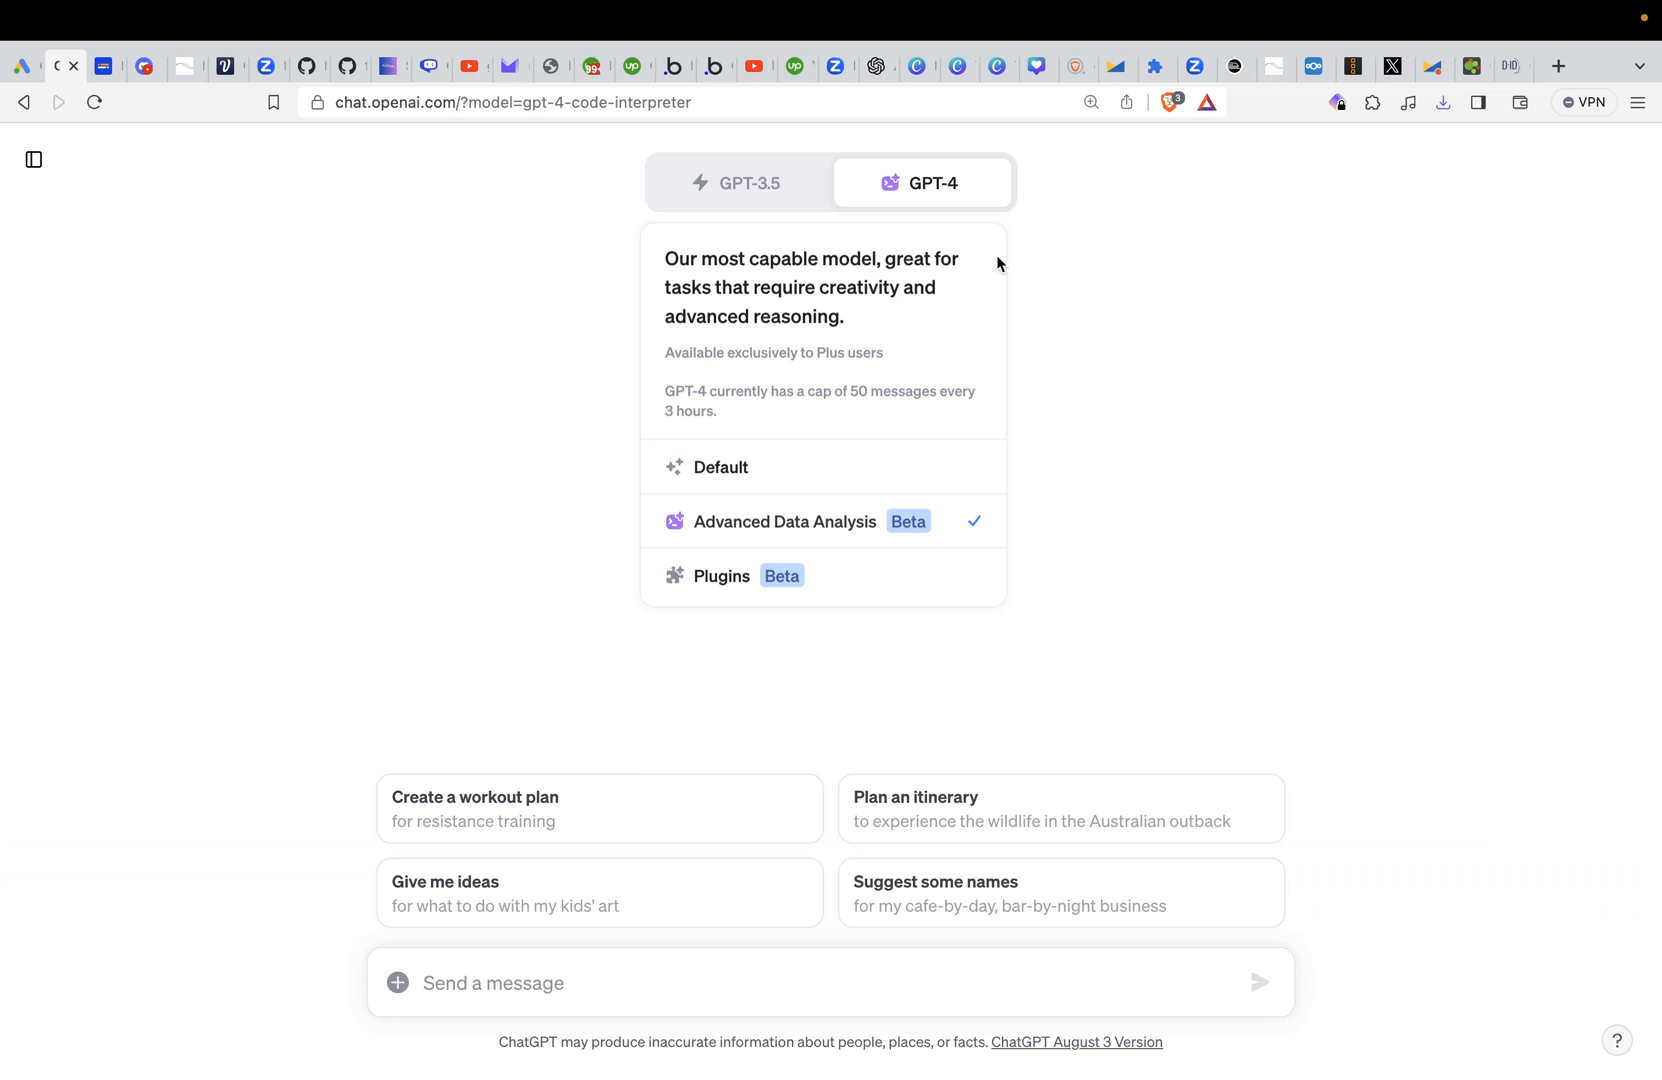 99+
up
.b
.b
up
D·ID
chat.openai.com/?model=gpt-4-code-interpreter
3
VPN
GPT-3.5
GPT-4
Our most capable model, great for
tasks that require creativity and
advanced reasoning.
Available exclusively to Plus users
GPT-4 currently has a cap of 50 messages every
3 hours.
Default
Advanced Data Analysis Beta
Plugins Beta
Create a workout plan
for resistance training
Plan an itinerary
to experience the wildlife in the Australian outback
Give me ideas
for what to do with my kids' art
Suggest some names
for my cafe-by-day, bar-by-night business
Send a message
ChatGPT may produce inaccurate information about people, places, or facts. ChatGPT August 3 Version
?